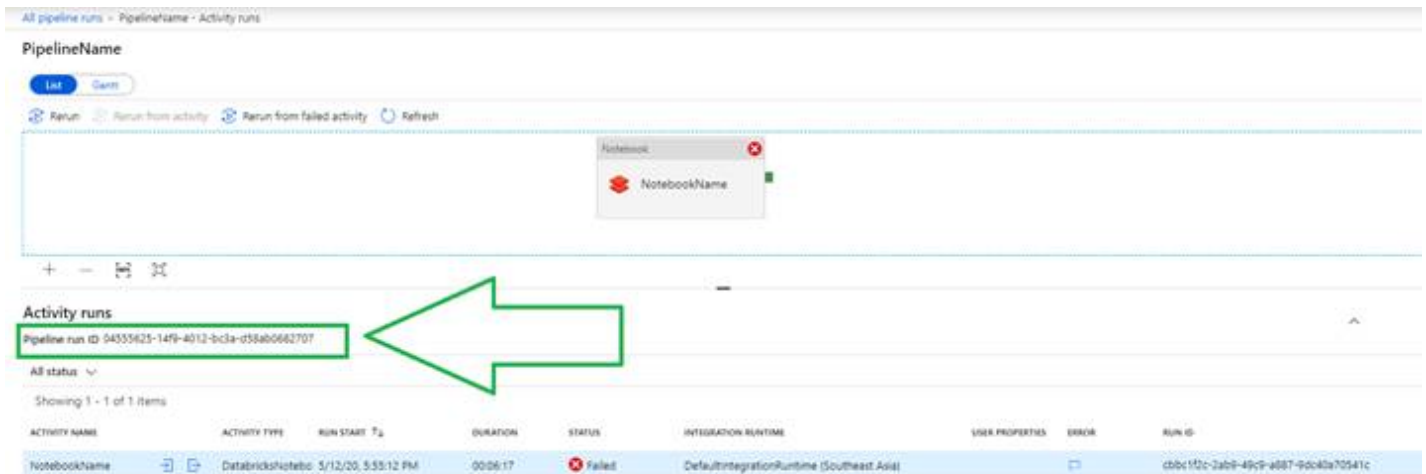 All pipeline runs > PipelineName - Activity runs
PipelineName
List Gantt
Rerun Rerun from activity Rerun from failed activity Refresh
Notebook
NotebookName
Activity runs
Pipeline run ID 04555625-14f9-4012-bc3a-d58ab0662707
All status
Showing 1 - 1 of 1 items
ACTIVITY NAME ACTIVITY TYPE RUN START DURATION STATUS INTEGRATION RUNTIME USER PROPERTIES ERROR RUN ID
NotebookName DatabricksNotebo 5/12/20, 5:55:12 PM 00:06:17 Failed DefaultIntegrationRuntime (Southeast Asia) cbbc1f2c-2ab9-49c9-a687-9dc40a70541c